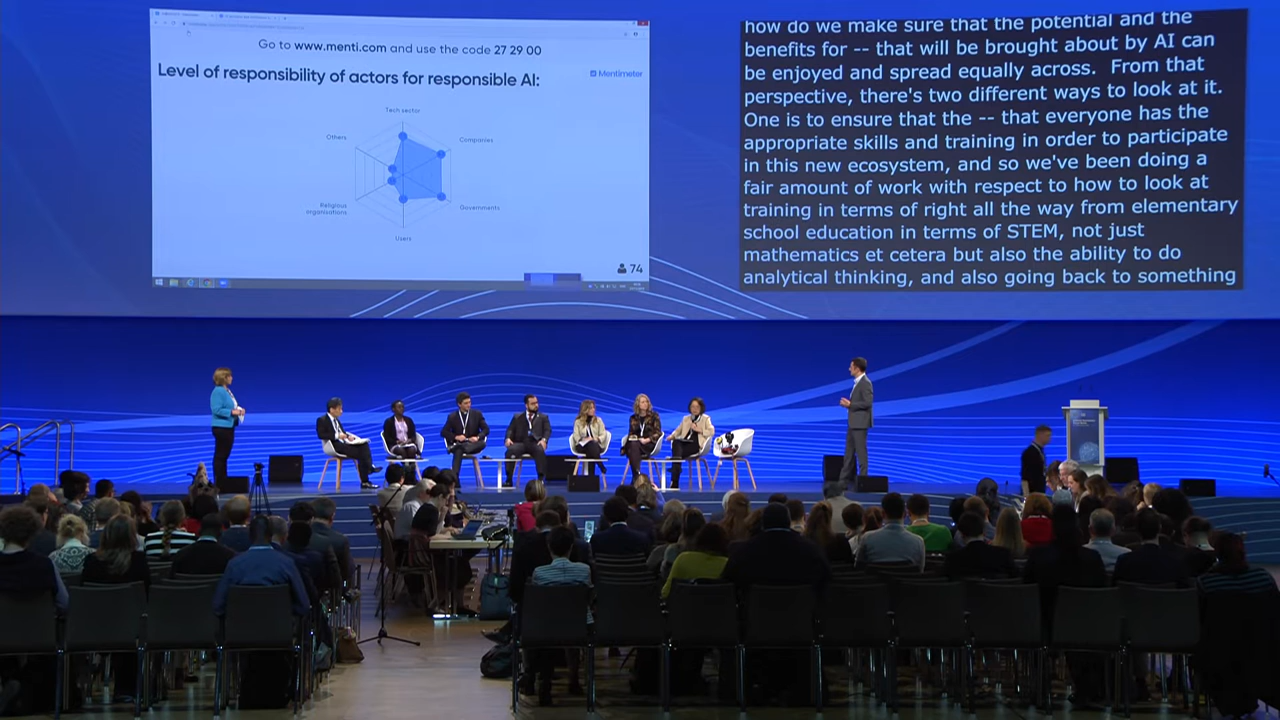 Go to www.menti.com and use the code 27 29 00
Level of responsibility of actors for responsible AI:
Mentimeter
Tech sector
Others
Companies
Religious
organisations
Governments
Users
74
how do we make sure that the potential and the
benefits for -- that will be brought about by AI can
be enjoyed and spread equally across.  From that
perspective, there's two different ways to look at it.
One is to ensure that the -- that everyone has the
appropriate skills and training in order to participate
in this new ecosystem, and so we've been doing a
fair amount of work with respect to how to look at
training in terms of right all the way from elementary
school education in terms of STEM, not just
mathematics et cetera but also the ability to do
analytical thinking, and also going back to something